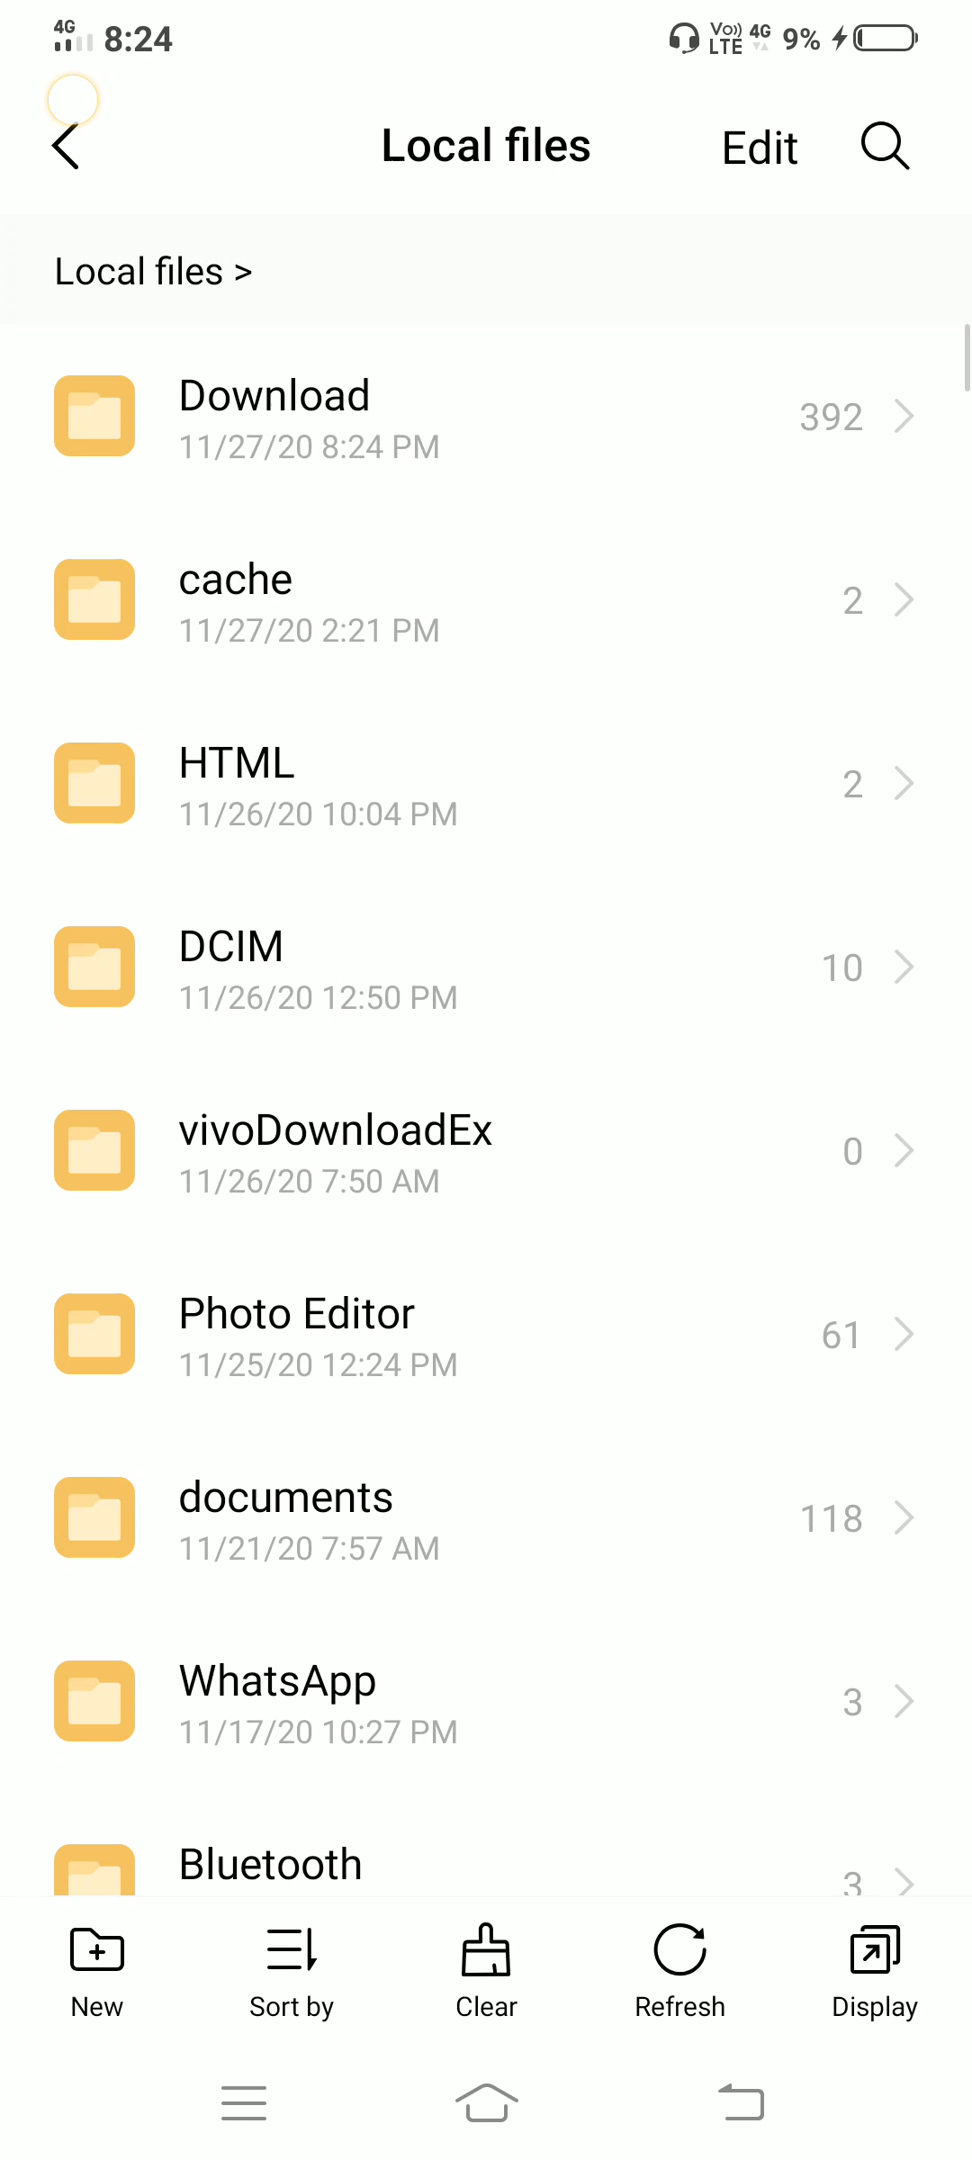 4G 8:24 Vo)) LTE 4G 9%
Local files Edit
Local files >
Download
11/27/20 8:24 PM
392
cache
11/27/20 2:21 PM
2
HTML
11/26/20 10:04 PM
2
DCIM
11/26/20 12:50 PM
10
vivoDownloadEx
11/26/20 7:50 AM
0
Photo Editor
11/25/20 12:24 PM
61
documents
11/21/20 7:57 AM
118
WhatsApp
11/17/20 10:27 PM
3
Bluetooth
3
New Sort by Clear Refresh Display